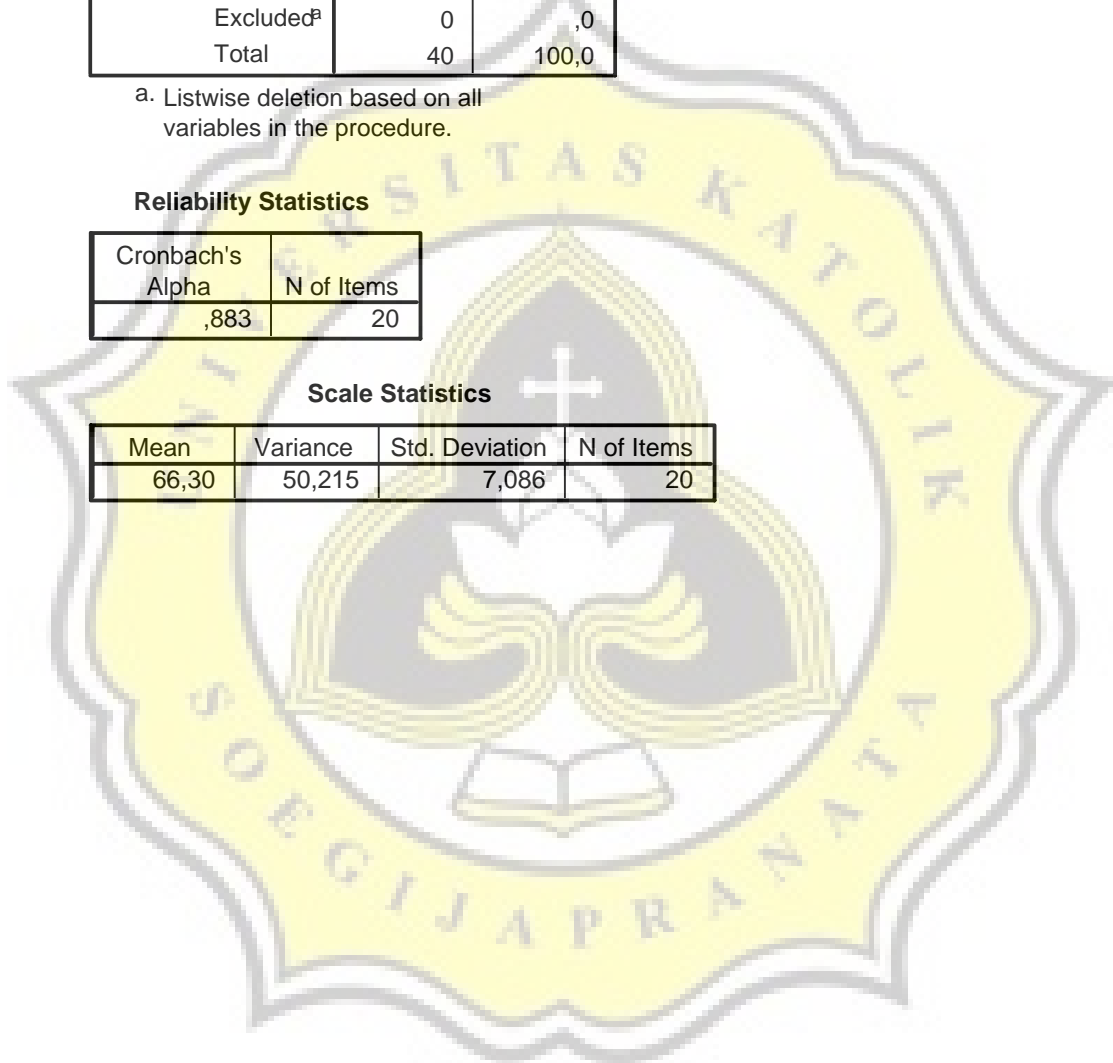 Excludedᵃ 0 ,0
Total 40 100,0
a. Listwise deletion based on all
variables in the procedure.
Reliability Statistics
Cronbach's
Alpha N of Items
,883 20
Scale Statistics
Mean Variance Std. Deviation N of Items
66,30 50,215 7,086 20
UNIVERSITAS KATOLIK
SOEGIJAPRANATA